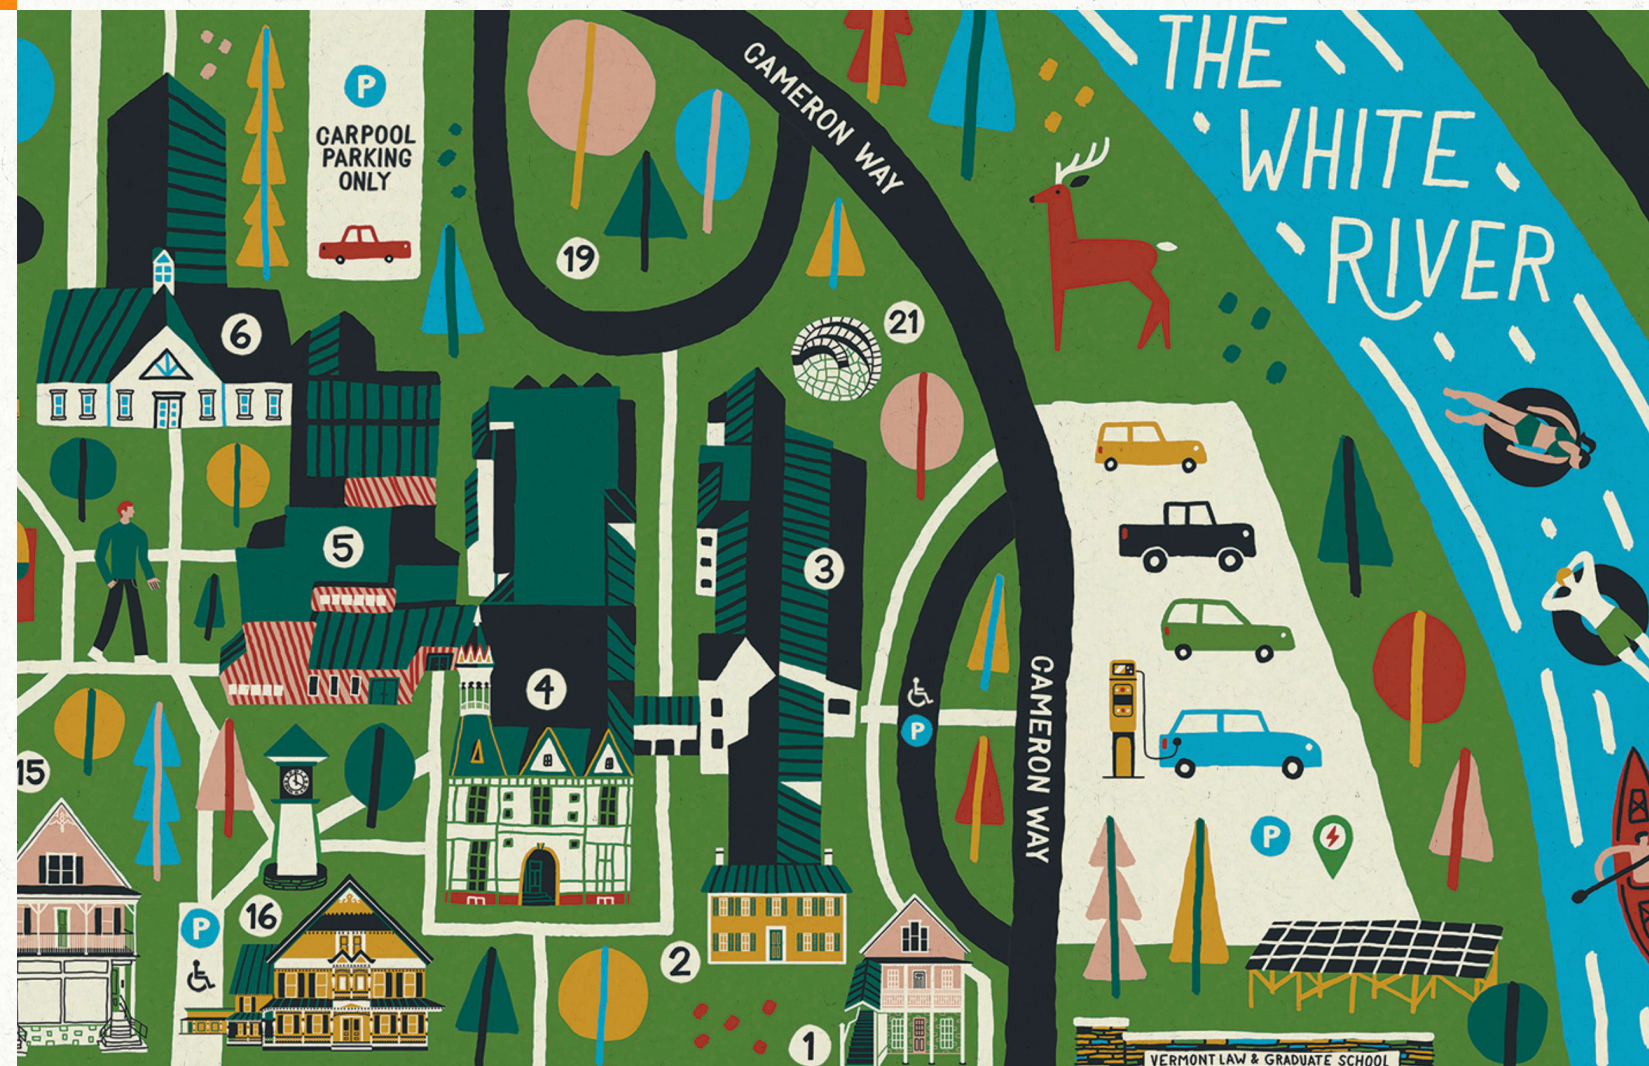 THE
WHITE
RIVER
CAMERON WAY
P
CARPOOL
PARKING
ONLY
19
21
6
5
3
4
P
CAMERON WAY
15
P
P
16
2
1
VERMONT LAW & GRADUATE SCHOOL